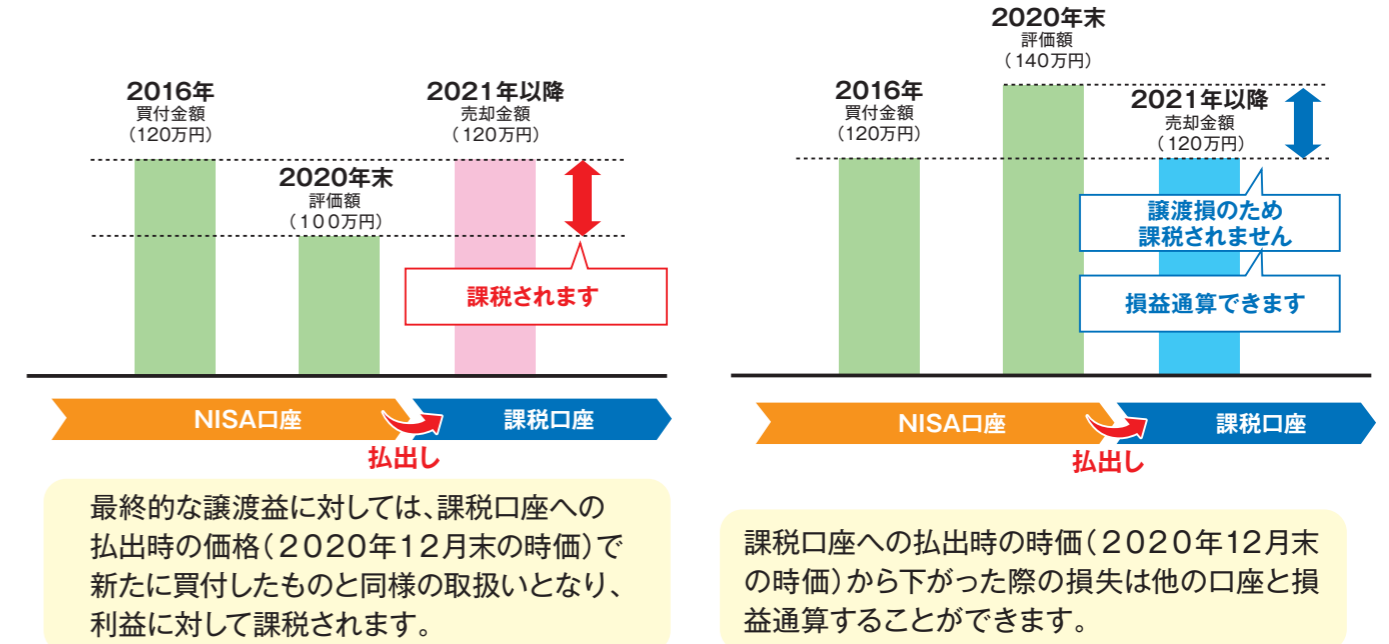 2016年
買付金額
(120万円)
2020年末
評価額
(100万円)
2021年以降
売却金額
(120万円)
課税されます
NISA口座
課税口座
払出し
最終的な譲渡益に対しては、課税口座への
払出時の価格(2020年12月末の時価)で
新たに買付したものと同様の取扱いとなり、
利益に対して課税されます。
2016年
買付金額
(120万円)
2020年末
評価額
(140万円)
2021年以降
売却金額
(120万円)
譲渡損のため
課税されません
損益通算できます
NISA口座
課税口座
払出し
課税口座への払出時の時価(2020年12月末
の時価)から下がった際の損失は他の口座と損
益通算することができます。